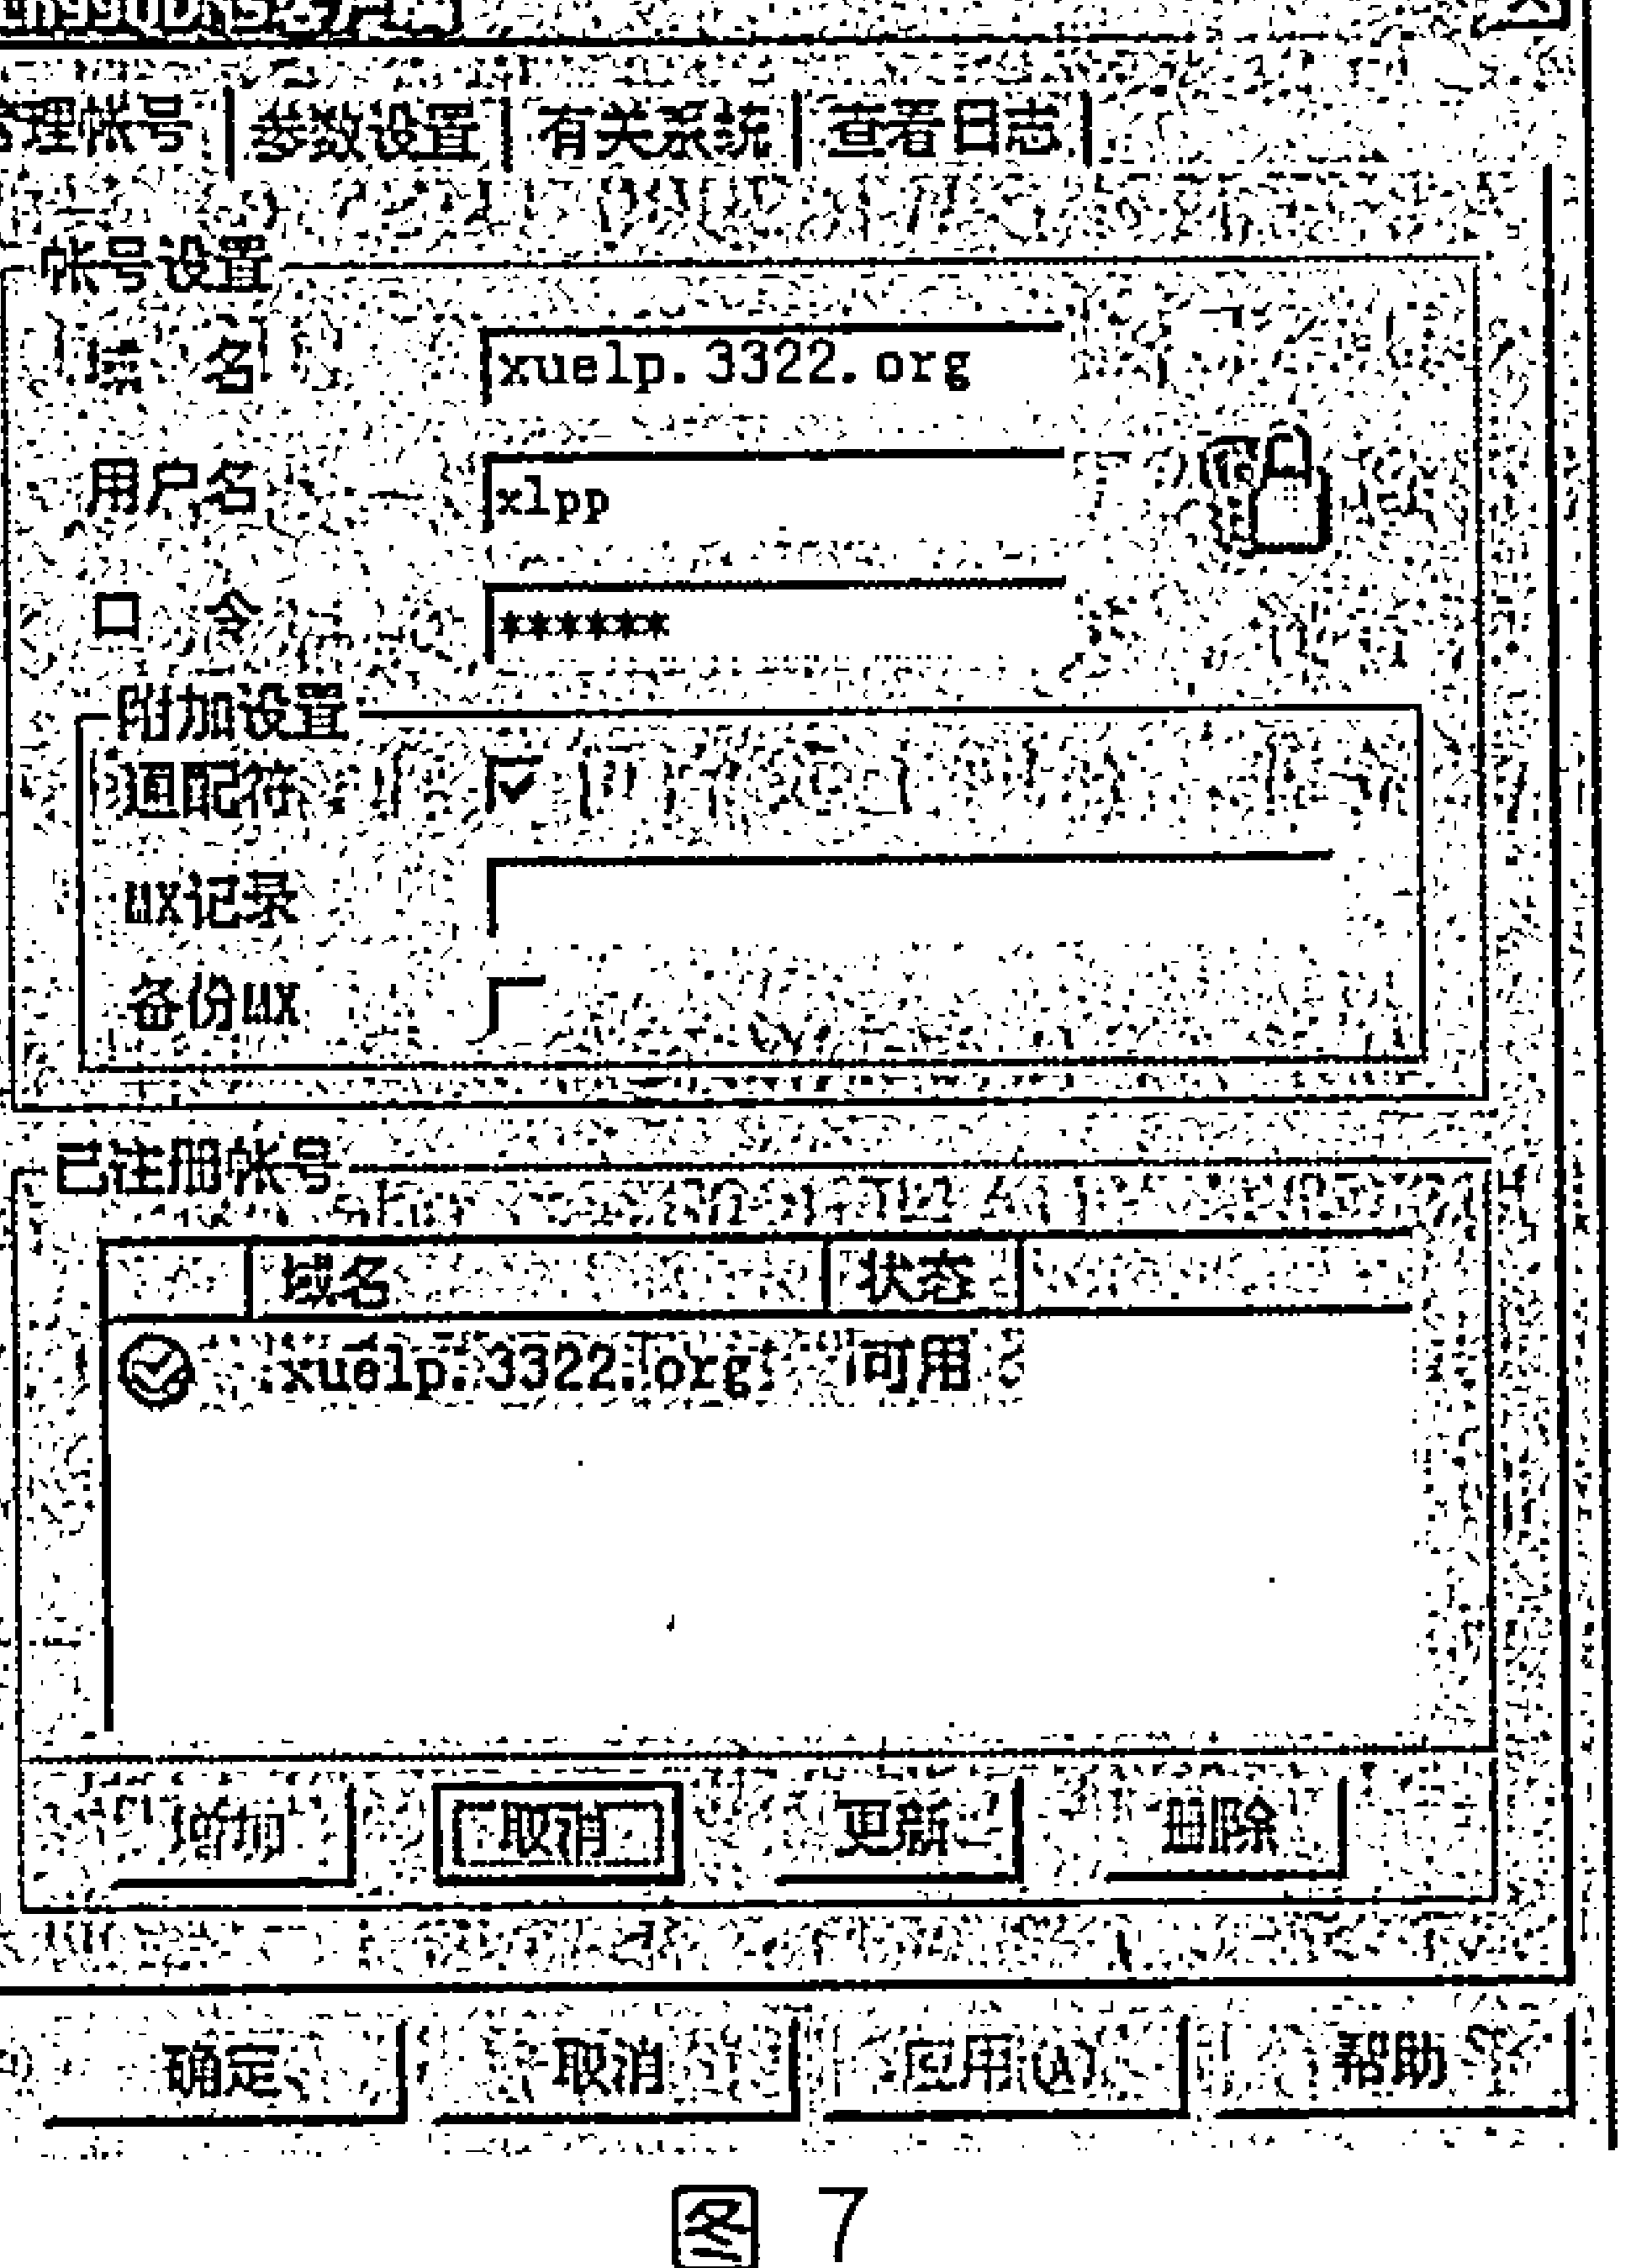 管理帐号 参数设置 有关系统 查看日志
帐号设置
域 名 xuelp.3322.org
用户名 xlpp
口 令 ******
附加设置
通配符
MX记录
备份MX
已注册帐号
域名 状态
xuelp.3322.org 可用
增加 取消 更新 删除
确定 取消 应用(A) 帮助
图 7